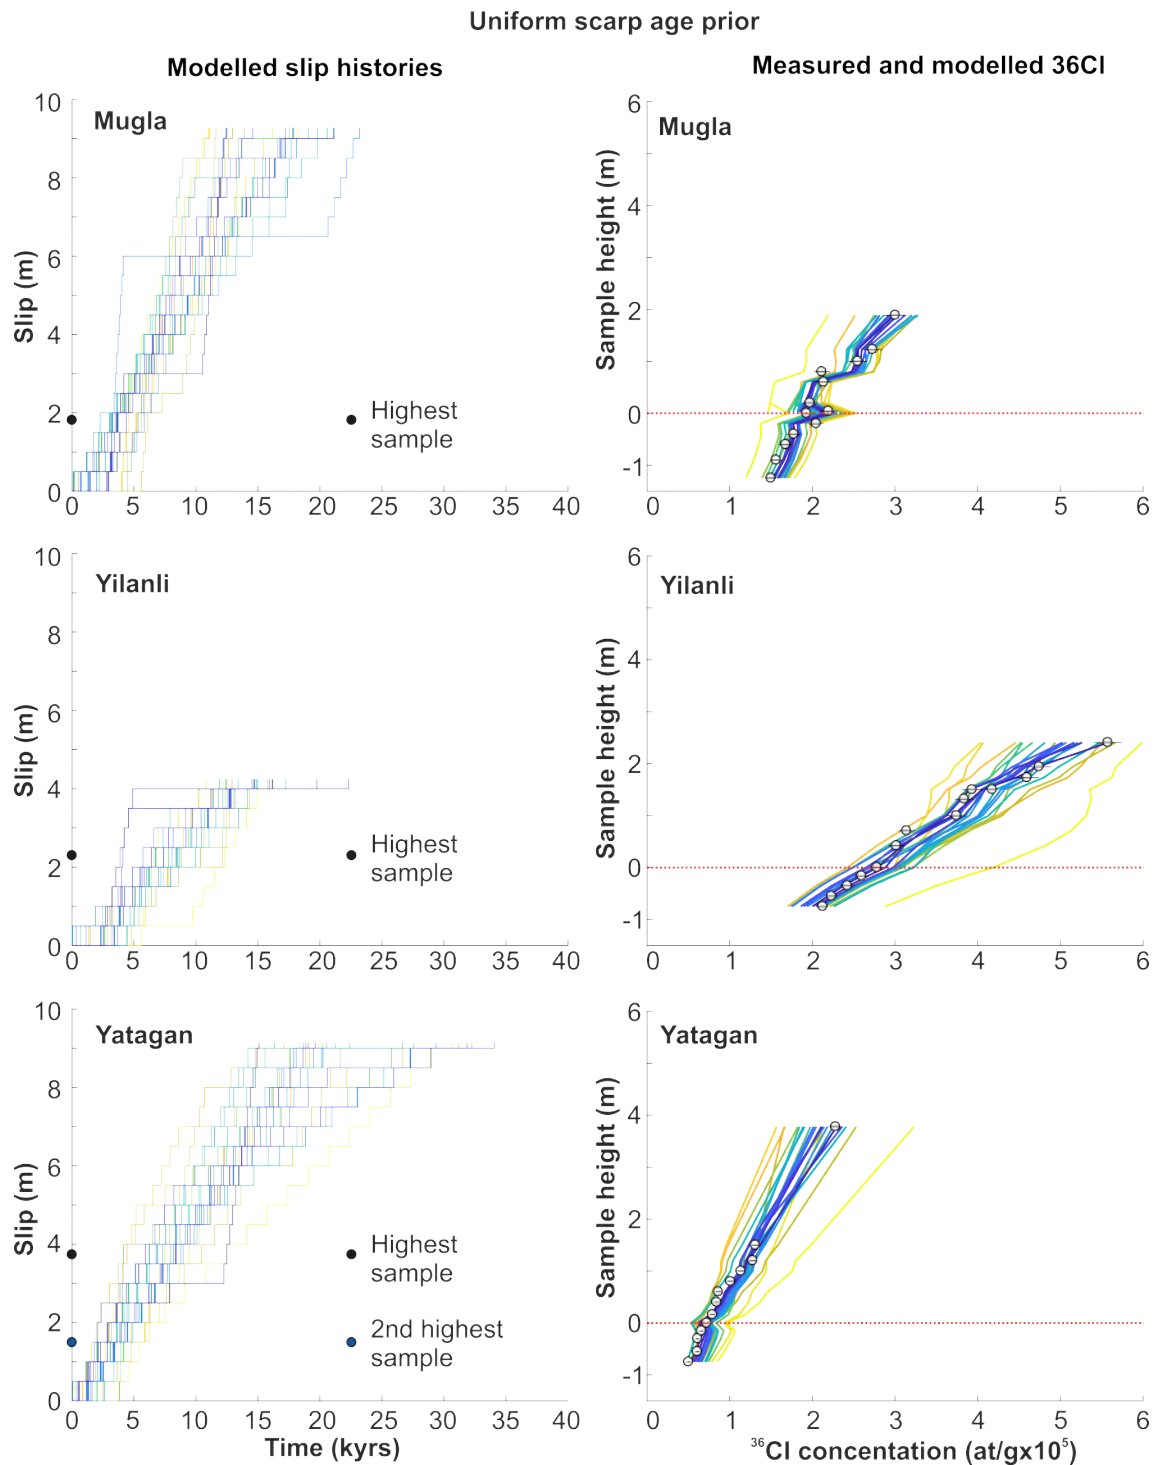 Uniform scarp age prior
Modelled slip histories
Measured and modelled 36Cl
10
8
6
4
2
0
Slip (m)
Mugla
Highest
sample
0 5 10 15 20 25 30 35 40
6
4
2
0
-1
Sample height (m)
Mugla
0 1 2 3 4 5 6
10
8
6
4
2
0
Slip (m)
Yilanli
Highest
sample
0 5 10 15 20 25 30 35 40
6
4
2
0
-1
Sample height (m)
Yilanli
0 1 2 3 4 5 6
10
8
6
4
2
0
Slip (m)
Yatagan
Highest
sample
2nd highest
sample
0 5 10 15 20 25 30 35 40
Time (kyrs)
6
4
2
0
-1
Sample height (m)
Yatagan
0 1 2 3 4 5 6
³⁶Cl concentation (at/gx10⁵)